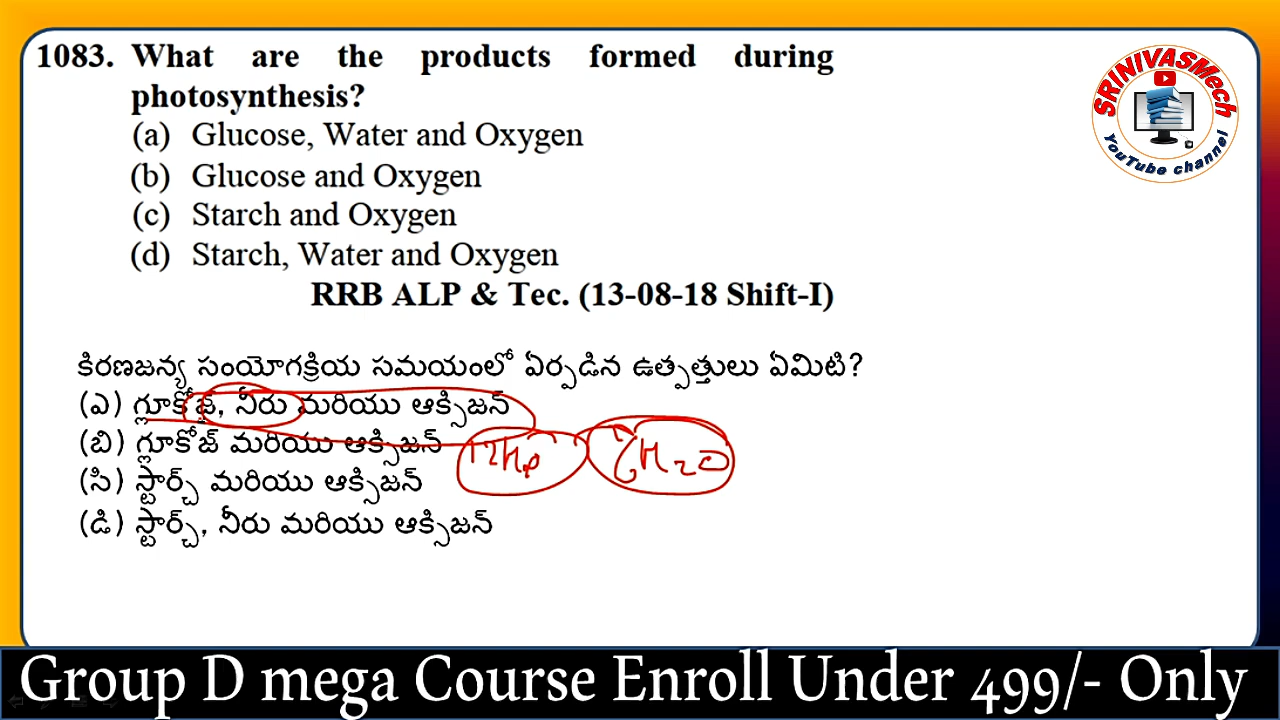 1083. What are the products formed during
photosynthesis?
(a) Glucose, Water and Oxygen
(b) Glucose and Oxygen
(c) Starch and Oxygen
(d) Starch, Water and Oxygen
RRB ALP & Tec. (13-08-18 Shift-I)
SRINIVASMech
YouTube channel
కిరణజన్య సంయోగక్రియ సమయంలో ఏర్పడిన ఉత్పత్తులు ఏమిటి?
(ఎ) గ్లూకోజ్, నీరు మరియు ఆక్సిజన్
(బి) గ్లూకోజ్ మరియు ఆక్సిజన్
(సి) స్టార్చ్ మరియు ఆక్సిజన్
(డి) స్టార్చ్, నీరు మరియు ఆక్సిజన్
6H2O
Group D mega Course Enroll Under 499/- Only